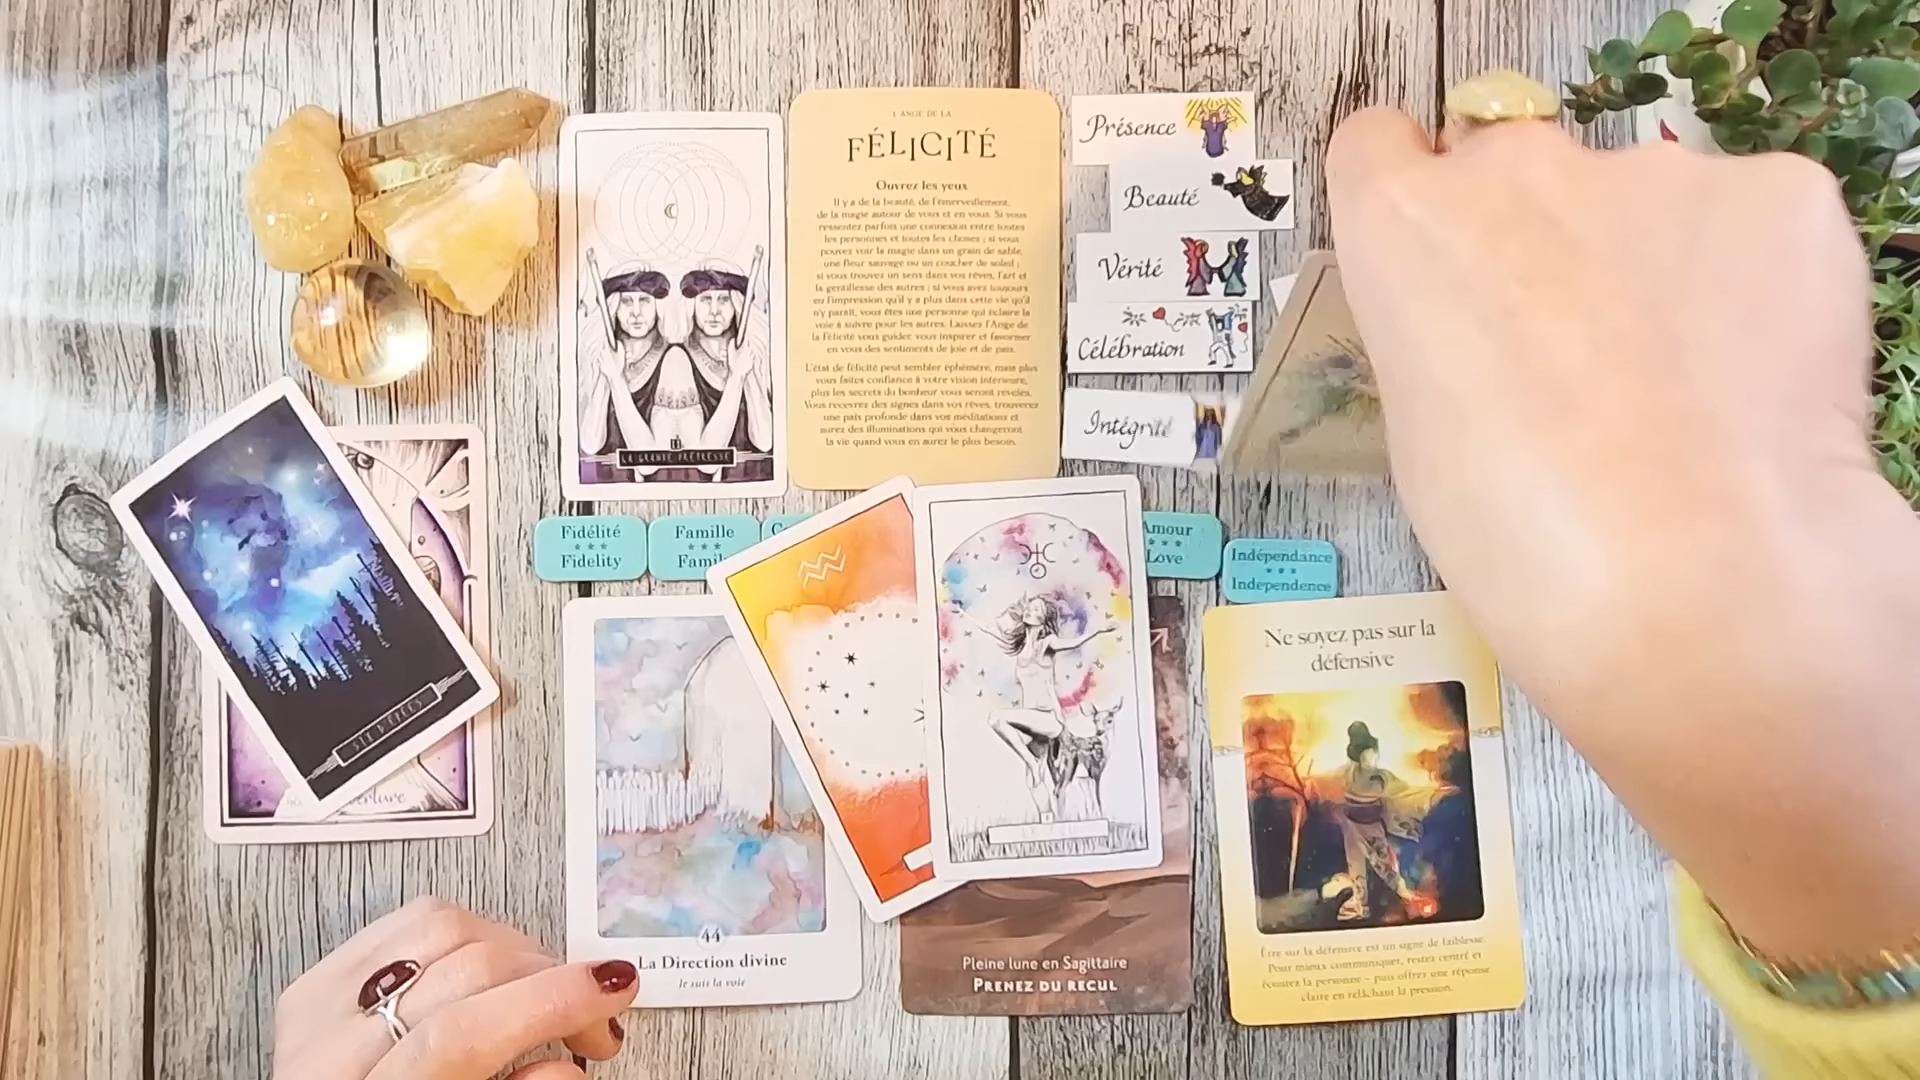 L'ANGE DE LA
FÉLICITÉ
Ouvrez les yeux
Il y a de la beauté, de l'émerveillement,
de la magie autour de vous et en vous. Si vous
ressentez parfois une connexion entre toutes
les personnes et toutes les choses ; si vous
pouvez voir la magie dans un grain de sable,
une fleur sauvage ou un coucher de soleil ;
si vous trouvez un sens dans vos rêves, l'art et
la gentillesse des autres ; si vous avez toujours
eu l'impression qu'il y a plus dans cette vie qu'il
n'y paraît, vous êtes une personne qui éclaire la
voie à suivre pour les autres. Laissez l'Ange de
la Félicité vous guider, vous inspirer et favoriser
en vous des sentiments de joie et de paix.
L'état de félicité peut sembler éphémère, mais plus
vous faites confiance à votre vision intérieure,
plus les secrets du bonheur vous seront révélés.
Vous recevrez des signes dans vos rêves, trouverez
une paix profonde dans vos méditations et
aurez des illuminations qui vous changeront
la vie quand vous en aurez le plus besoin.
II
LA GRANDE PRÊTRESSE
Présence
Beauté
Vérité
Célébration
Intégrité
Fidélité
Fidelity
Famille
Famil
Amour
Love
Indépendance
Independence
SIX D'ÉPÉES
verture
44
La Direction divine
Je suis la voie
Pleine lune en Sagittaire
PRENEZ DU RECUL
Ne soyez pas sur la
défensive
Être sur la défensive est un signe de faiblesse.
Pour mieux communiquer, restez centré et
écoutez la personne – puis offrez une réponse
claire en relâchant la pression.